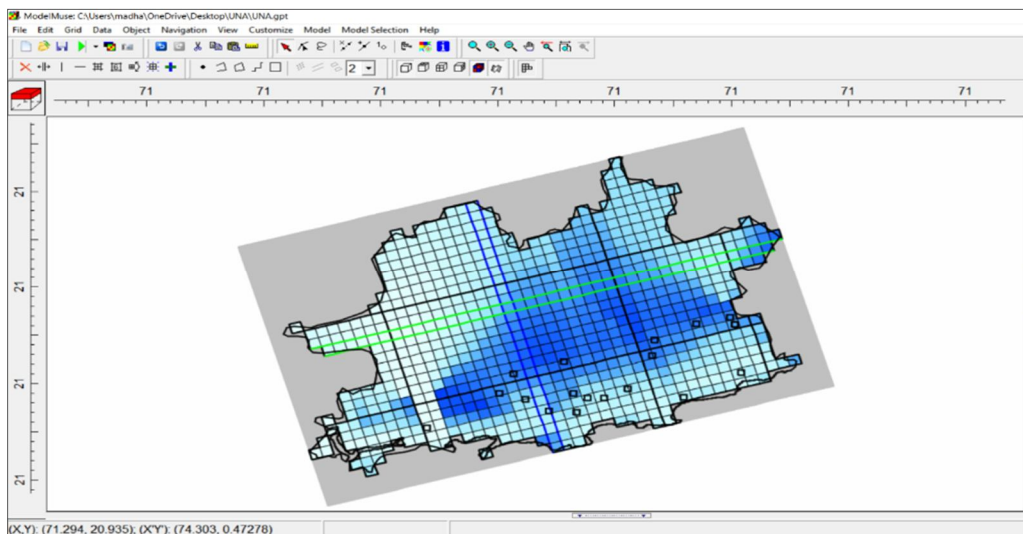 ModelMuse: C:\Users\madha\OneDrive\Desktop\UNA\UNA.gpt
File Edit Grid Data Object Navigation View Customize Model Model Selection Help
2
71 71 71 71 71 71 71 71
21
21
21
21
(X,Y): (71.294, 20.935); (X'Y'): (74.303, 0.47278)